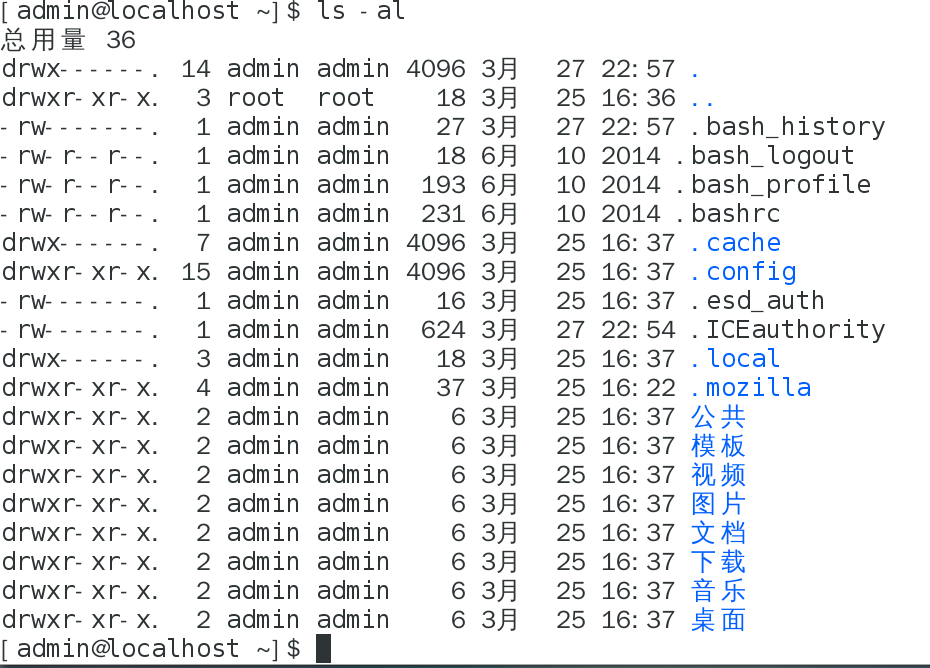 [admin@localhost ~]$ ls -al
总用量 36
drwx------. 14 admin admin 4096 3月  27 22:57 .
drwxr-xr-x.  3 root  root    18 3月  25 16:36 ..
-rw-------.  1 admin admin   27 3月  27 22:57 .bash_history
-rw-r--r--.  1 admin admin   18 6月  10 2014 .bash_logout
-rw-r--r--.  1 admin admin  193 6月  10 2014 .bash_profile
-rw-r--r--.  1 admin admin  231 6月  10 2014 .bashrc
drwx------.  7 admin admin 4096 3月  25 16:37 .cache
drwxr-xr-x. 15 admin admin 4096 3月  25 16:37 .config
-rw-------.  1 admin admin   16 3月  25 16:37 .esd_auth
-rw-------.  1 admin admin  624 3月  27 22:54 .ICEauthority
drwx------.  3 admin admin   18 3月  25 16:37 .local
drwxr-xr-x.  4 admin admin   37 3月  25 16:22 .mozilla
drwxr-xr-x.  2 admin admin    6 3月  25 16:37 公共
drwxr-xr-x.  2 admin admin    6 3月  25 16:37 模板
drwxr-xr-x.  2 admin admin    6 3月  25 16:37 视频
drwxr-xr-x.  2 admin admin    6 3月  25 16:37 图片
drwxr-xr-x.  2 admin admin    6 3月  25 16:37 文档
drwxr-xr-x.  2 admin admin    6 3月  25 16:37 下载
drwxr-xr-x.  2 admin admin    6 3月  25 16:37 音乐
drwxr-xr-x.  2 admin admin    6 3月  25 16:37 桌面
[admin@localhost ~]$